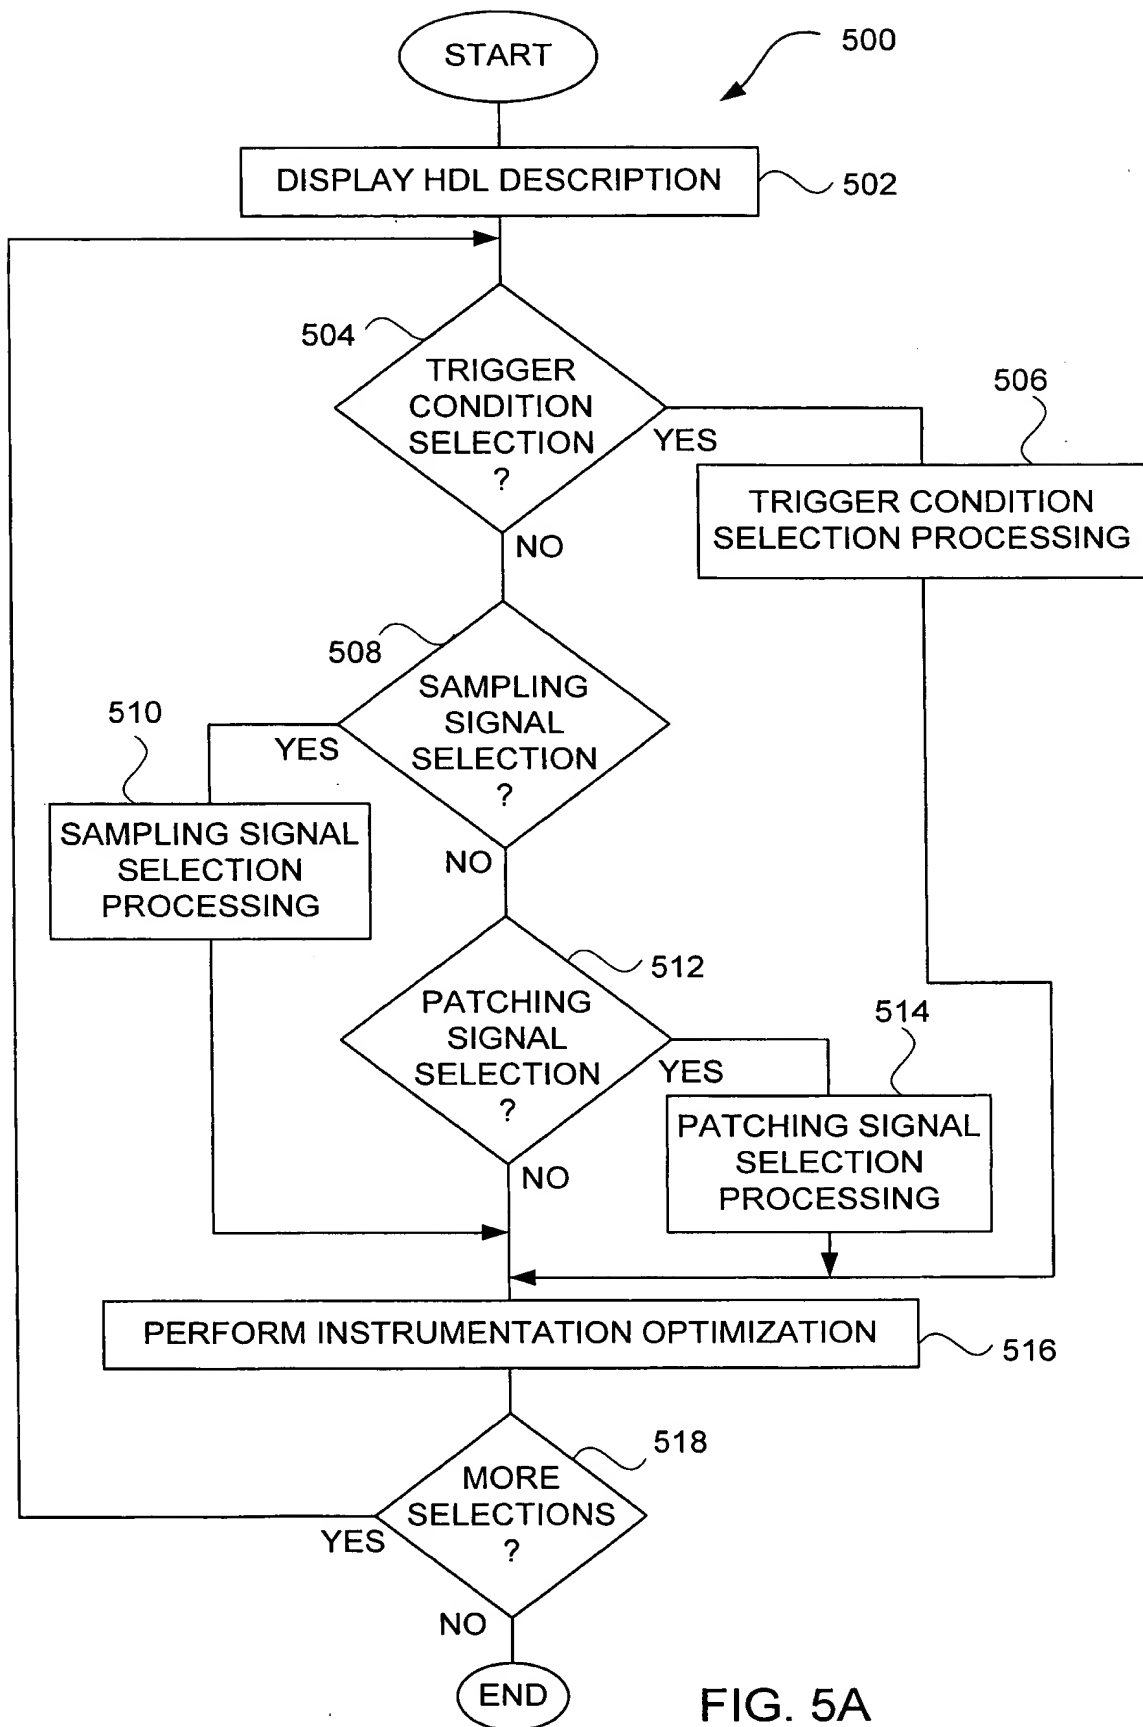 START
500
DISPLAY HDL DESCRIPTION
502
504
TRIGGER
CONDITION
SELECTION
?
YES
NO
506
TRIGGER CONDITION
SELECTION PROCESSING
508
SAMPLING
SIGNAL
SELECTION
?
YES
NO
510
SAMPLING SIGNAL
SELECTION
PROCESSING
512
PATCHING
SIGNAL
SELECTION
?
YES
NO
514
PATCHING SIGNAL
SELECTION
PROCESSING
PERFORM INSTRUMENTATION OPTIMIZATION
516
518
MORE
SELECTIONS
?
YES
NO
END
FIG. 5A